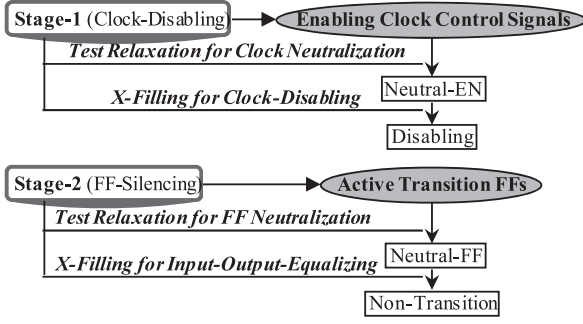 Stage-1 (Clock-Disabling) Enabling Clock Control Signals
Test Relaxation for Clock Neutralization
Neutral-EN
X-Filling for Clock-Disabling
Disabling
Stage-2 (FF-Silencing) Active Transition FFs
Test Relaxation for FF Neutralization
Neutral-FF
X-Filling for Input-Output-Equalizing
Non-Transition